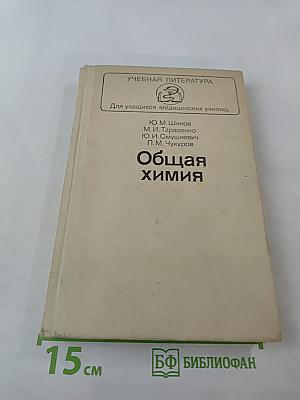 УЧЕБНАЯ ЛИТЕРАТУРА
Для учащихся медицинских училищ
Ю. М. Шилов
М. И. Тарасенко
Ю. И. Смушкевич
П. М. Чукуров
Общая
химия
15 см
БФ БИБЛИОФАН